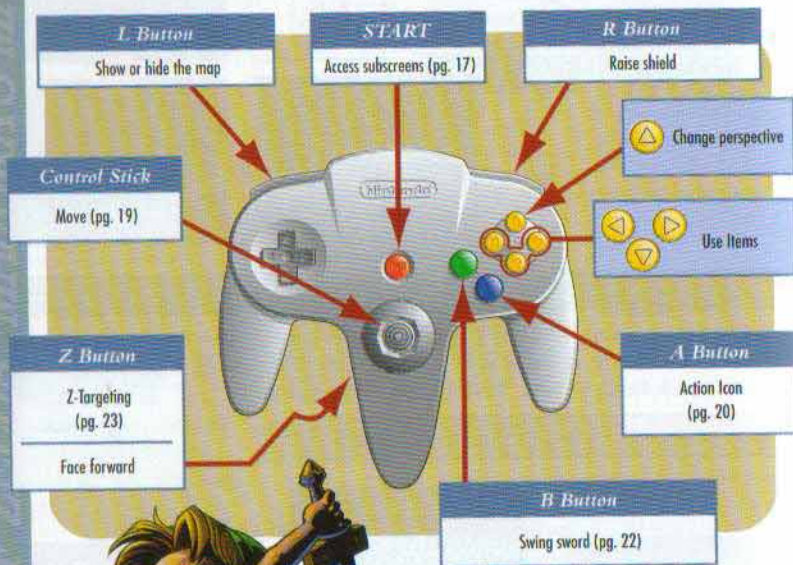 L Button
Show or hide the map
START
Access subscreens (pg. 17)
R Button
Raise shield
Change perspective
Control Stick
Move (pg. 19)
Use Items
Z Button
Z-Targeting
(pg. 23)
Face forward
A Button
Action Icon
(pg. 20)
B Button
Swing sword (pg. 22)